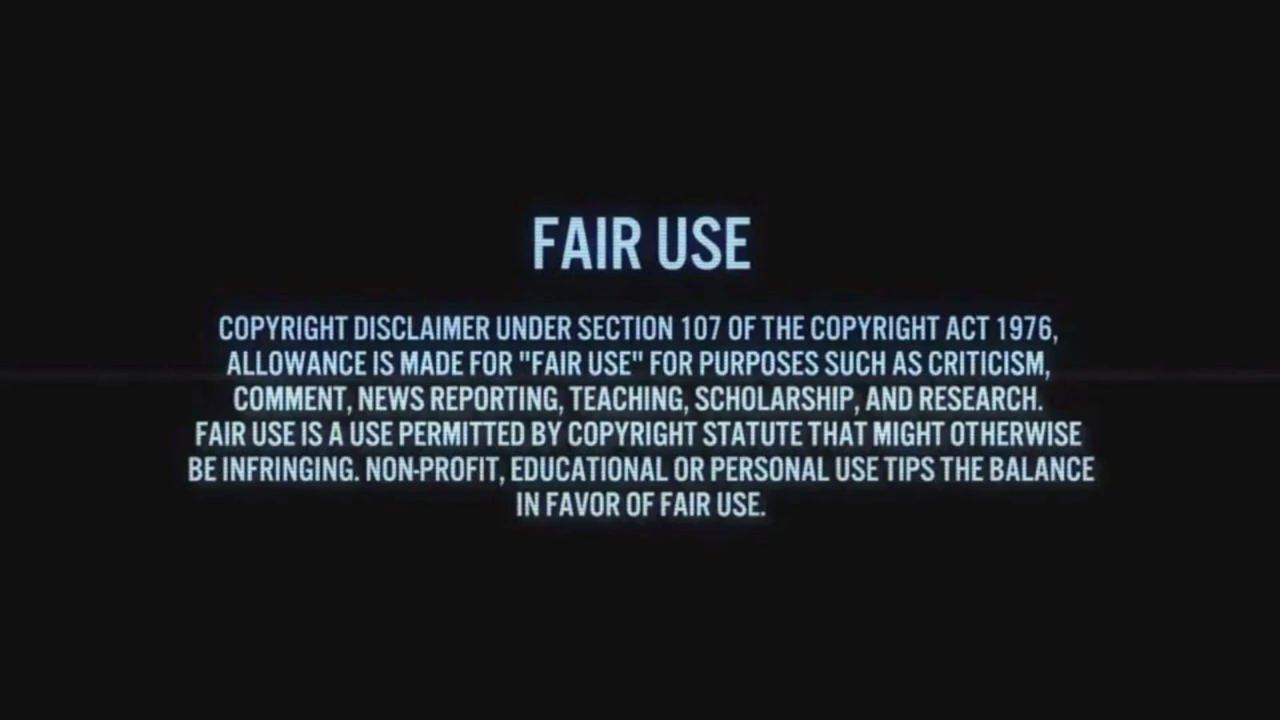 FAIR USE
COPYRIGHT DISCLAIMER UNDER SECTION 107 OF THE COPYRIGHT ACT 1976,
ALLOWANCE IS MADE FOR "FAIR USE" FOR PURPOSES SUCH AS CRITICISM,
COMMENT, NEWS REPORTING, TEACHING, SCHOLARSHIP, AND RESEARCH.
FAIR USE IS A USE PERMITTED BY COPYRIGHT STATUTE THAT MIGHT OTHERWISE
BE INFRINGING. NON-PROFIT, EDUCATIONAL OR PERSONAL USE TIPS THE BALANCE
IN FAVOR OF FAIR USE.